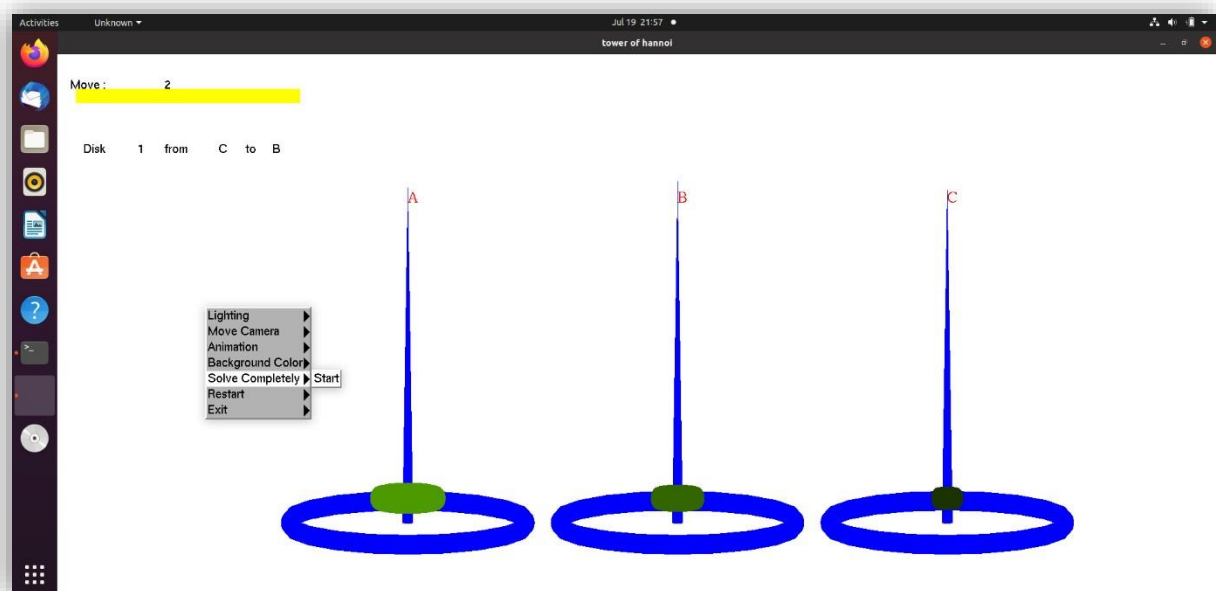 Activities Unknown Jul 19 21:57
tower of hannoi
Move : 2
Disk 1 from C to B
A B C
Lighting
Move Camera
Animation
Background Color
Solve Completely Start
Restart
Exit